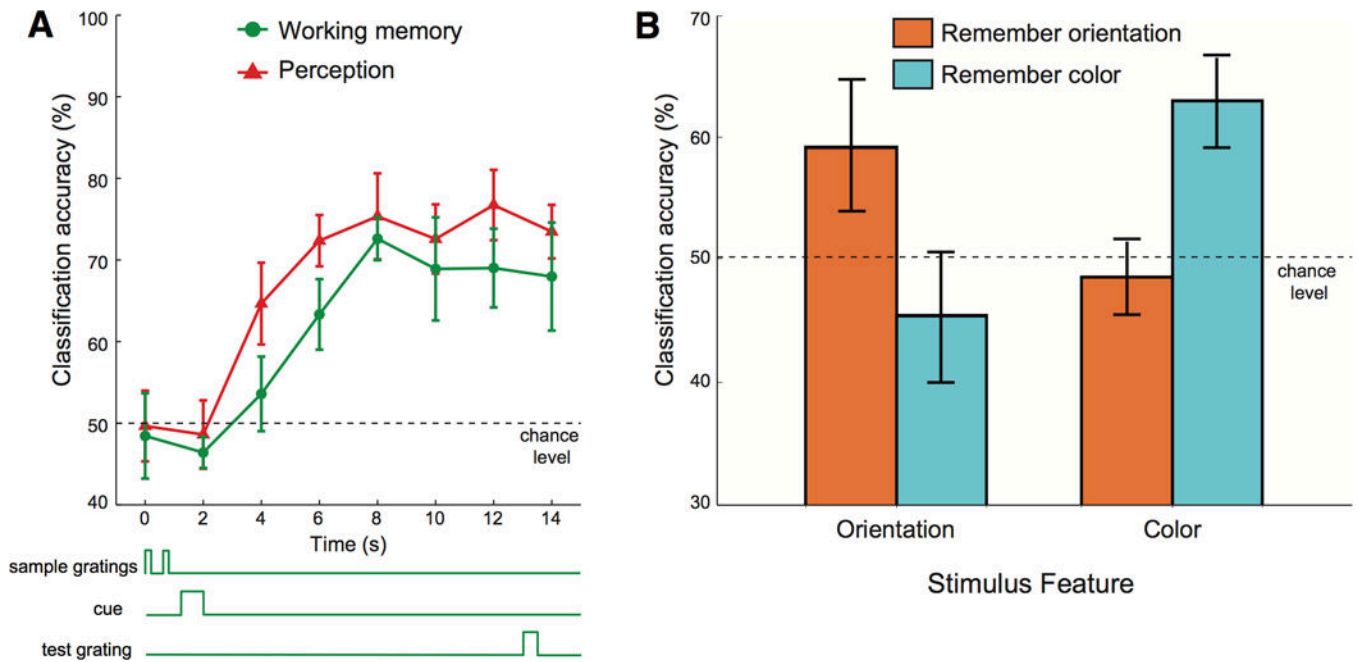 A
Working memory
Perception
Classification accuracy (%)
100
90
80
70
60
50
40
chance
level
0 2 4 6 8 10 12 14
Time (s)
sample gratings
cue
test grating
B
Remember orientation
Remember color
Classification accuracy (%)
70
60
50
40
30
chance
level
Orientation Color
Stimulus Feature